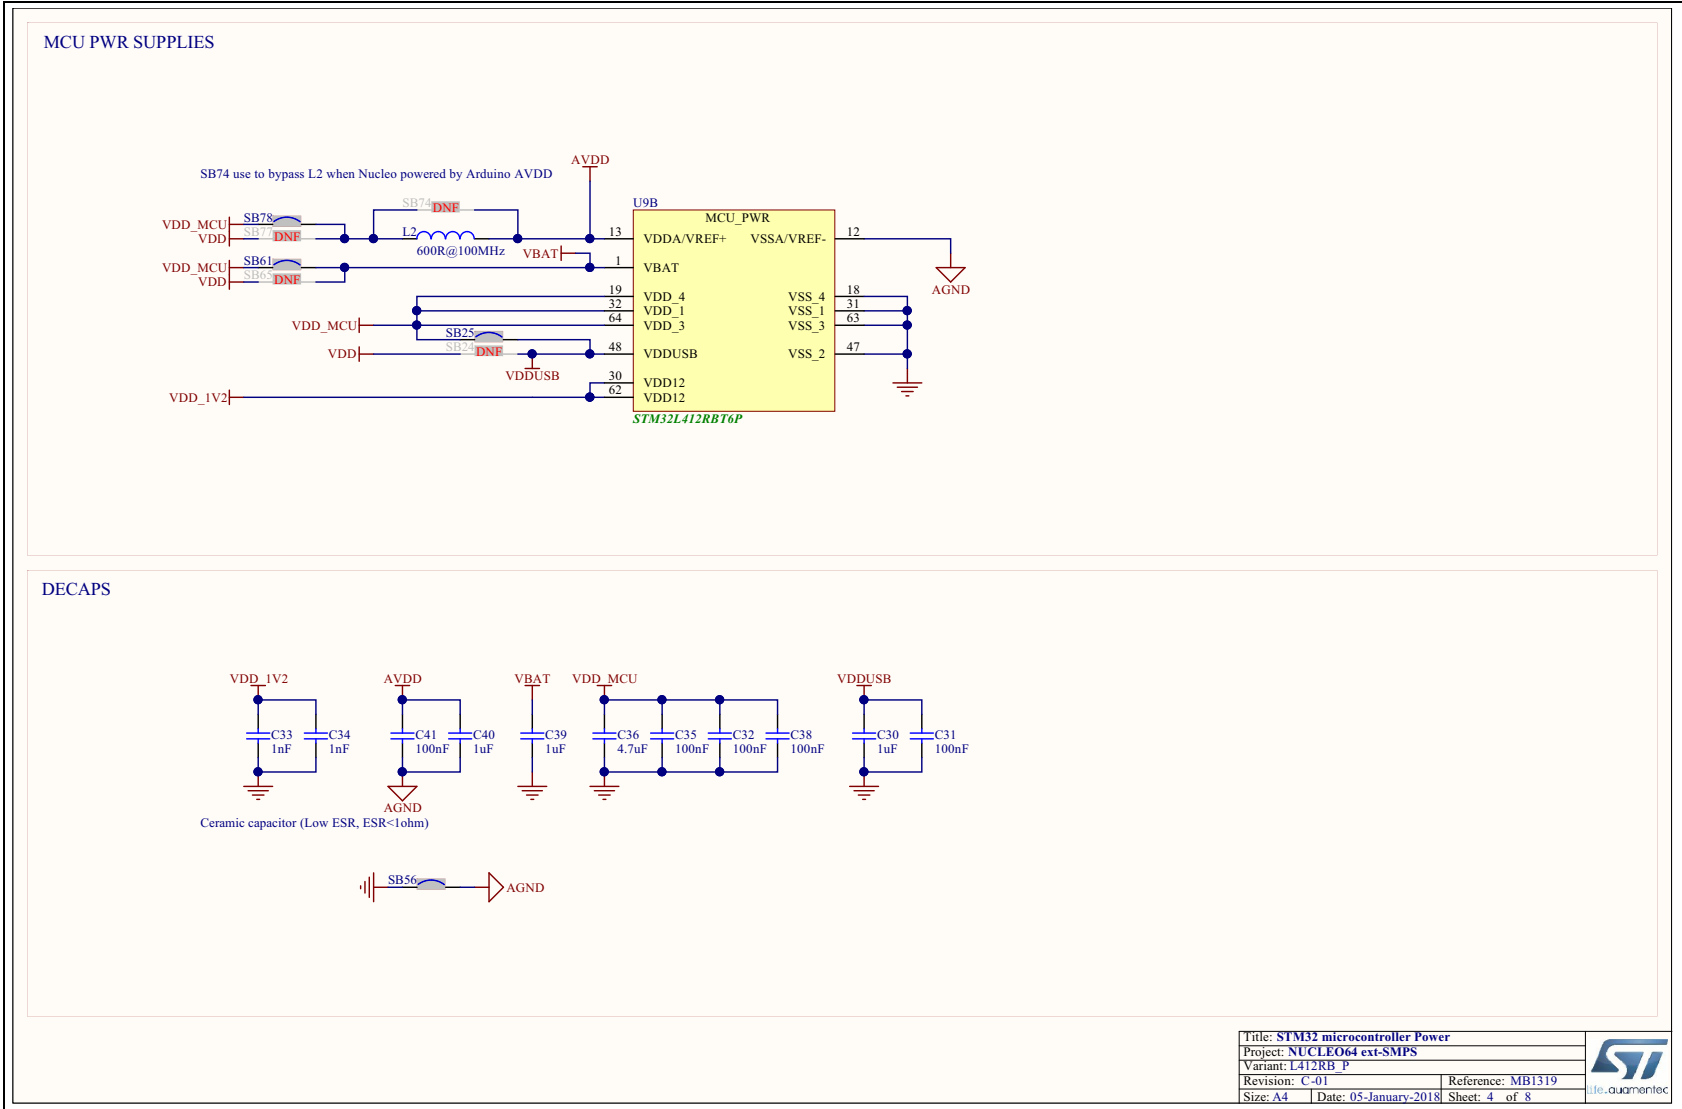 MCU PWR SUPPLIES
SB74 use to bypass L2 when Nucleo powered by Arduino AVDD
AVDD
SB74 DNF
U9B
MCU_PWR
VDD_MCU SB78
VDD SB77 DNF
L2
600R@100MHz
13 VDDA/VREF+ VSSA/VREF- 12
VBAT
VDD_MCU SB61
VDD SB65 DNF
1 VBAT
AGND
19 VDD_4 VSS_4 18
32 VDD_1 VSS_1 31
VDD_MCU 64 VDD_3 VSS_3 63
SB25
VDD SB24 DNF 48 VDDUSB VSS_2 47
VDDUSB
30 VDD12
VDD_1V2 62 VDD12
STM32L412RBT6P
DECAPS
VDD_1V2 AVDD VBAT VDD_MCU VDDUSB
C33 C34 C41 C40 C39 C36 C35 C32 C38 C30 C31
1nF 1nF 100nF 1uF 1uF 4.7uF 100nF 100nF 100nF 1uF 100nF
AGND
Ceramic capacitor (Low ESR, ESR<1ohm)
SB56 AGND
Title: STM32 microcontroller Power
Project: NUCLEO64 ext-SMPS
Variant: L412RB_P
Revision: C-01 Reference: MB1319
Size: A4 Date: 05-January-2018 Sheet: 4 of 8
ST
life.augmented